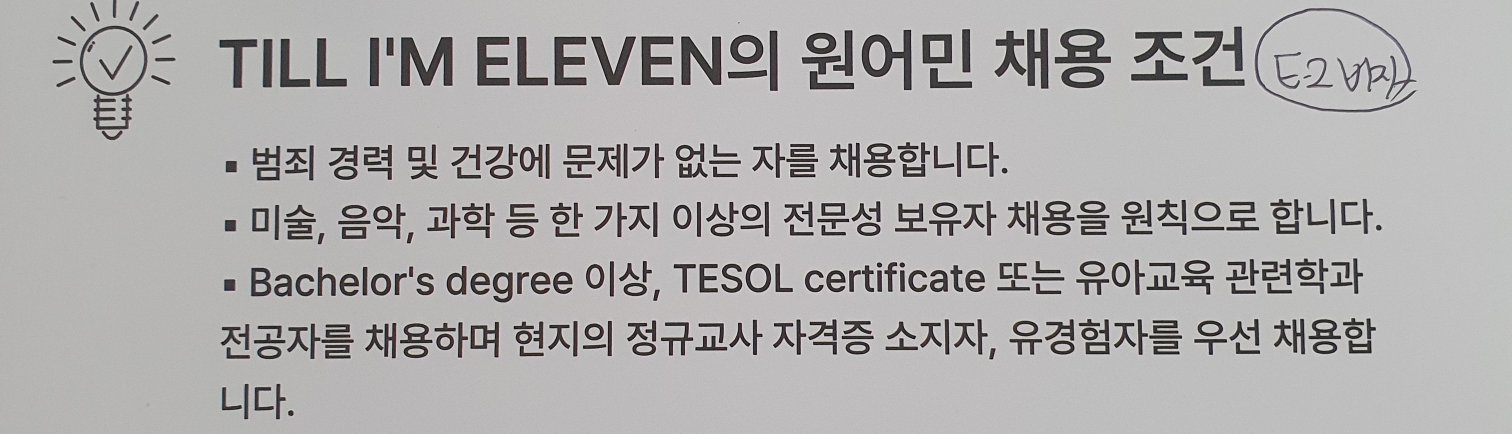 TILL I'M ELEVEN의 원어민 채용 조건 E-2 비자
▪ 범죄 경력 및 건강에 문제가 없는 자를 채용합니다.
▪ 미술, 음악, 과학 등 한 가지 이상의 전문성 보유자 채용을 원칙으로 합니다.
▪ Bachelor's degree 이상, TESOL certificate 또는 유아교육 관련학과
전공자를 채용하며 현지의 정규교사 자격증 소지자, 유경험자를 우선 채용합
니다.